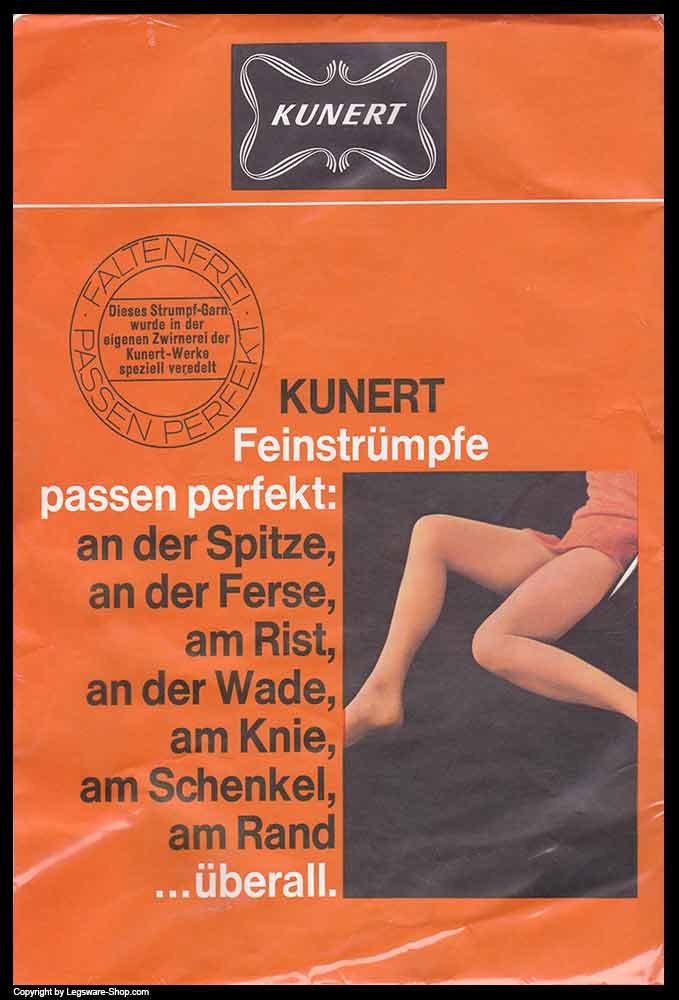 KUNERT
FALTENFREI · PASSEN PERFEKT ·
Dieses Strumpf-Garn
wurde in der
eigenen Zwirnerei der
Kunert-Werke
speziell veredelt
KUNERT
Feinstrümpfe
passen perfekt:
an der Spitze,
an der Ferse,
am Rist,
an der Wade,
am Knie,
am Schenkel,
am Rand
...überall.
Copyright by Legsware-Shop.com